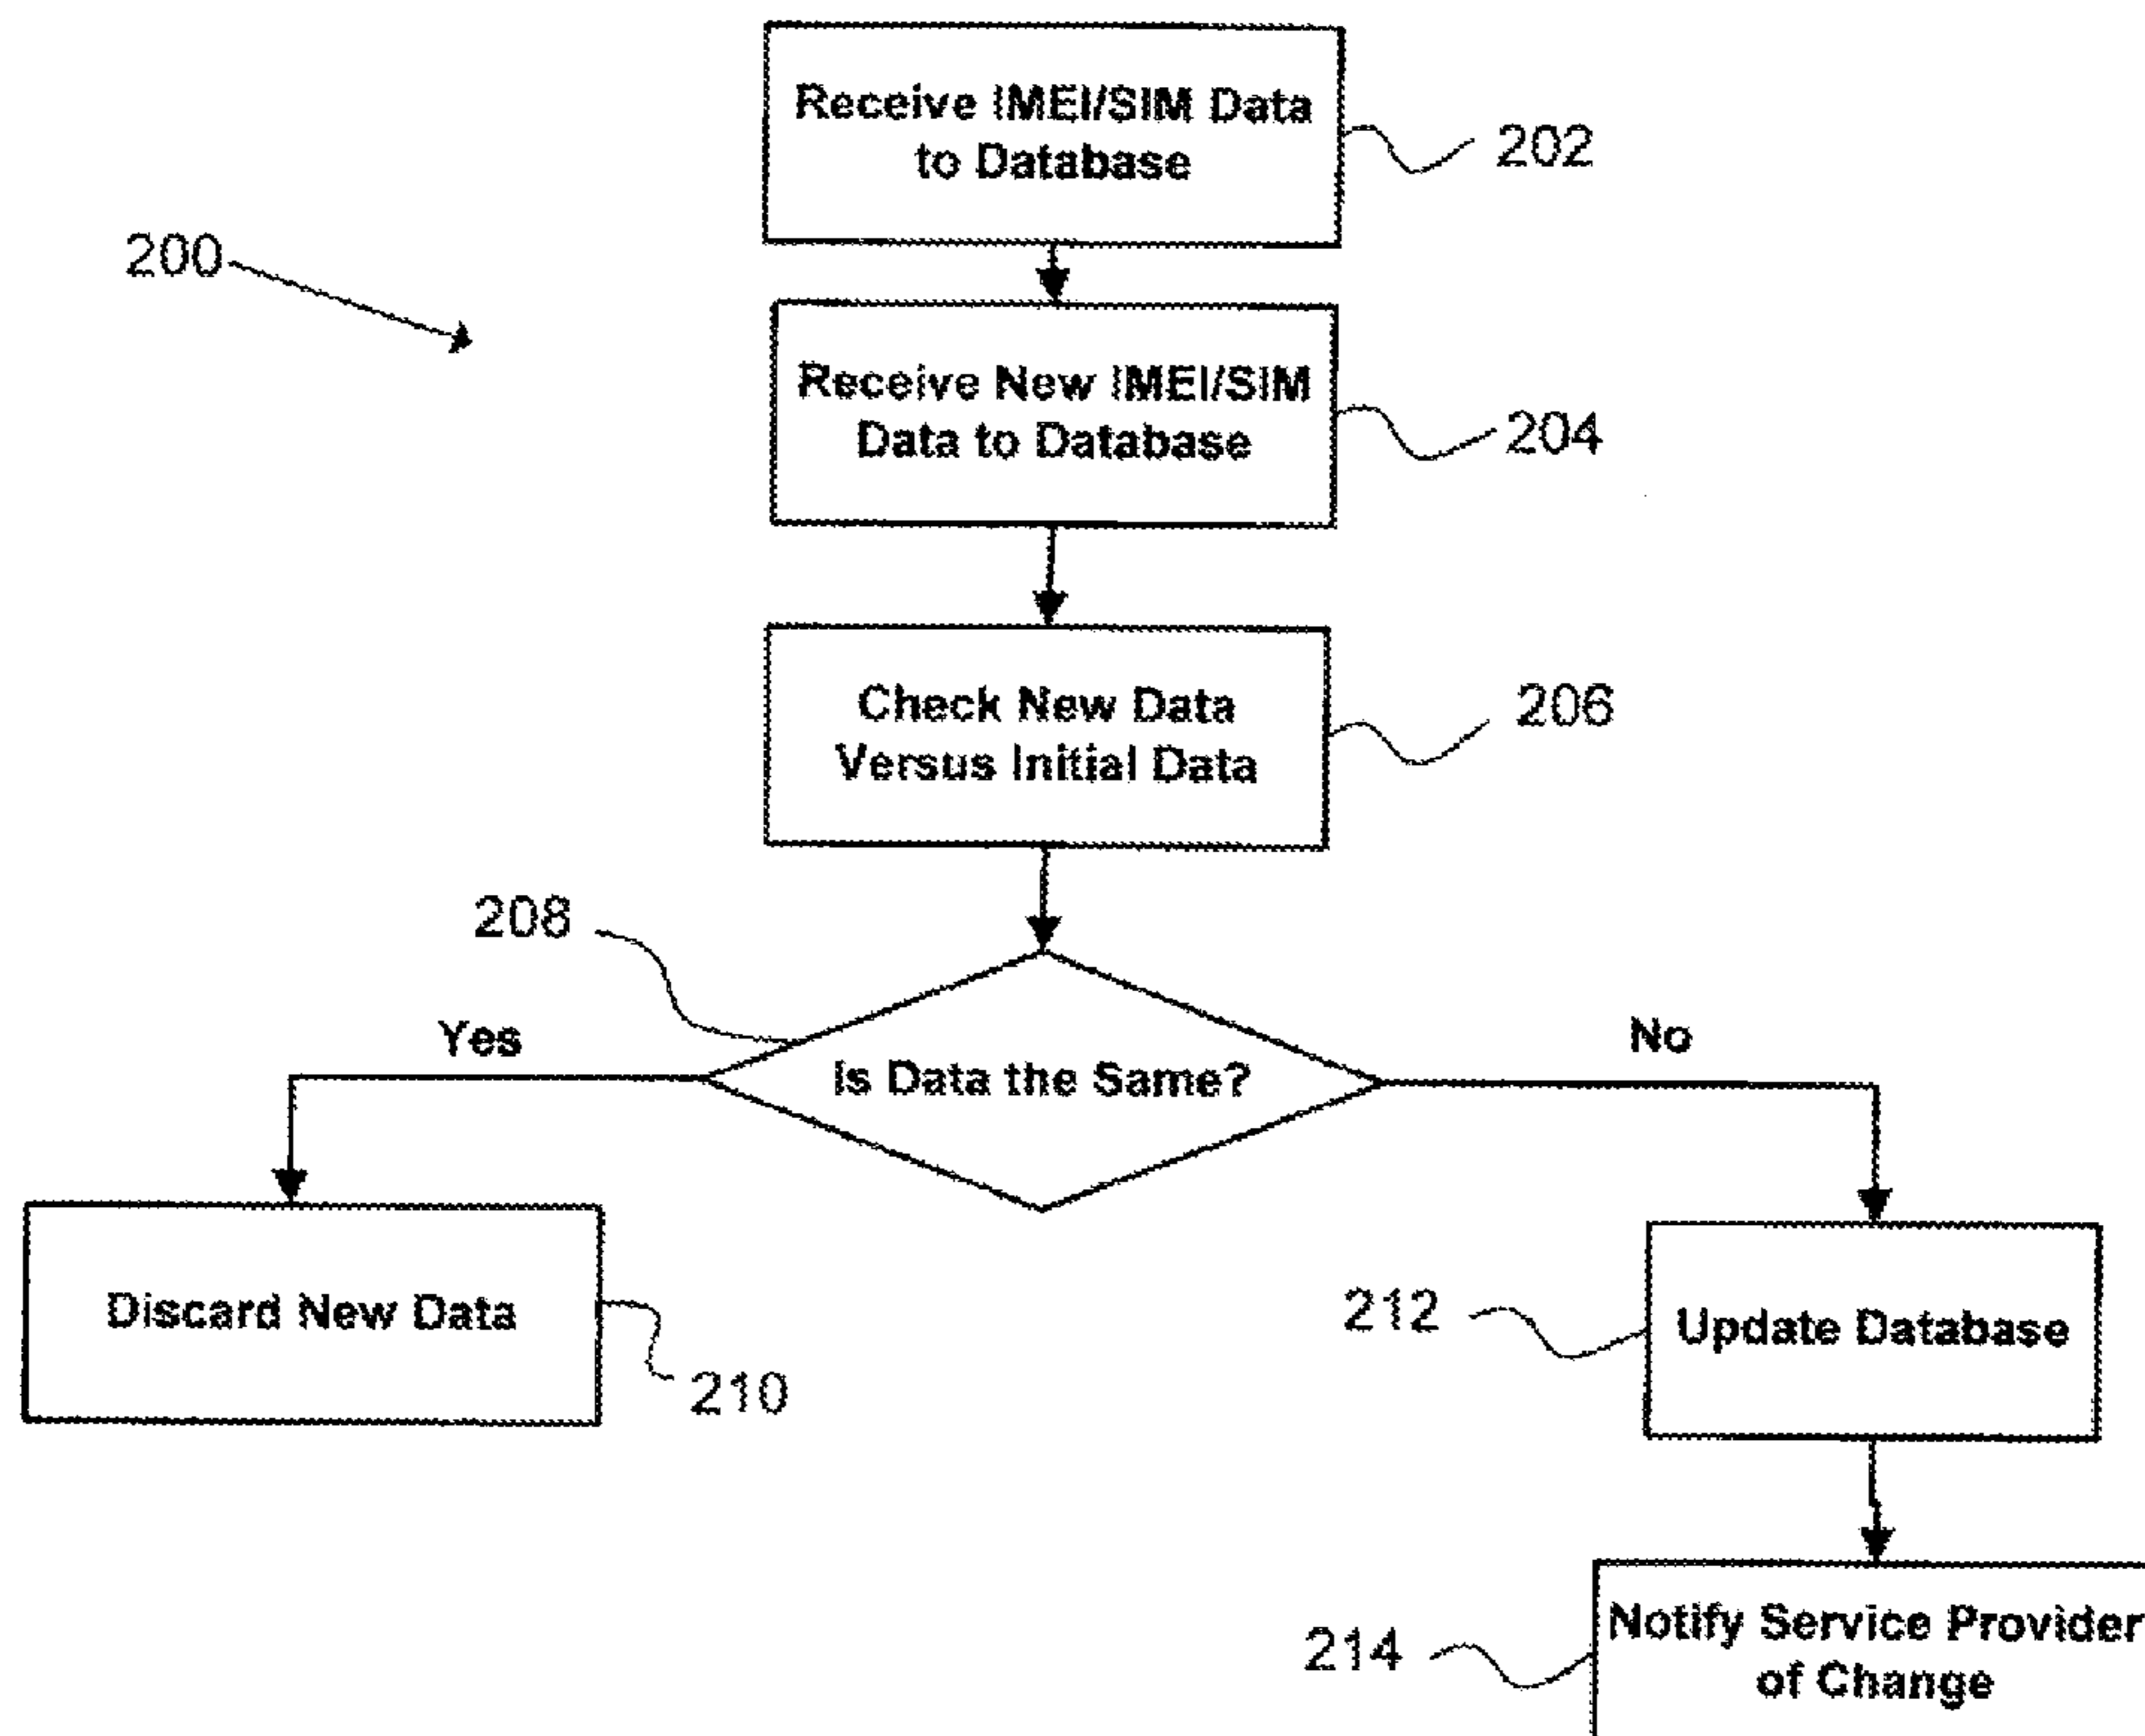 Receive IMEI/SIM Data
to Database
202
200
Receive New IMEI/SIM
Data to Database
204
Check New Data
Versus Initial Data
206
208
Yes
Is Data the Same?
No
Discard New Data
210
212
Update Database
214
Notify Service Provider
of Change